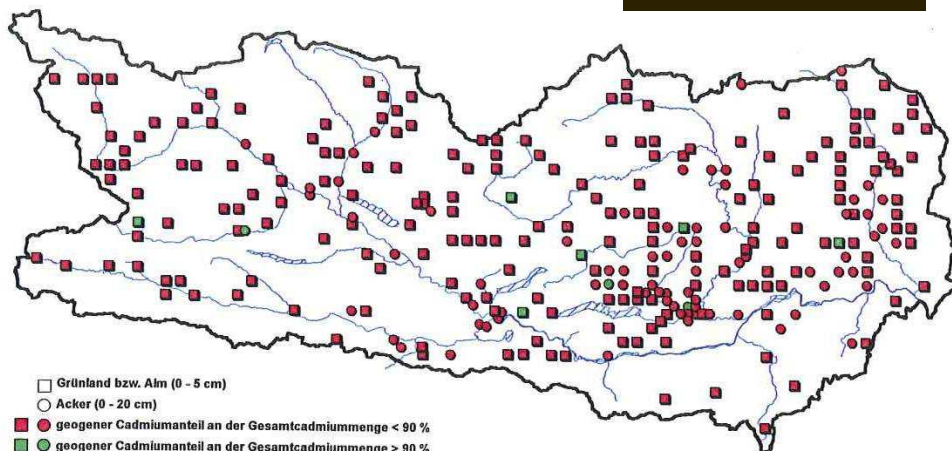 Grünland bzw. Alm (0 - 5 cm)
Acker (0 - 20 cm)
geogener Cadmiumanteil an der Gesamtcadmiummenge < 90 %
geogener Cadmiumanteil an der Gesamtcadmiummenge > 90 %